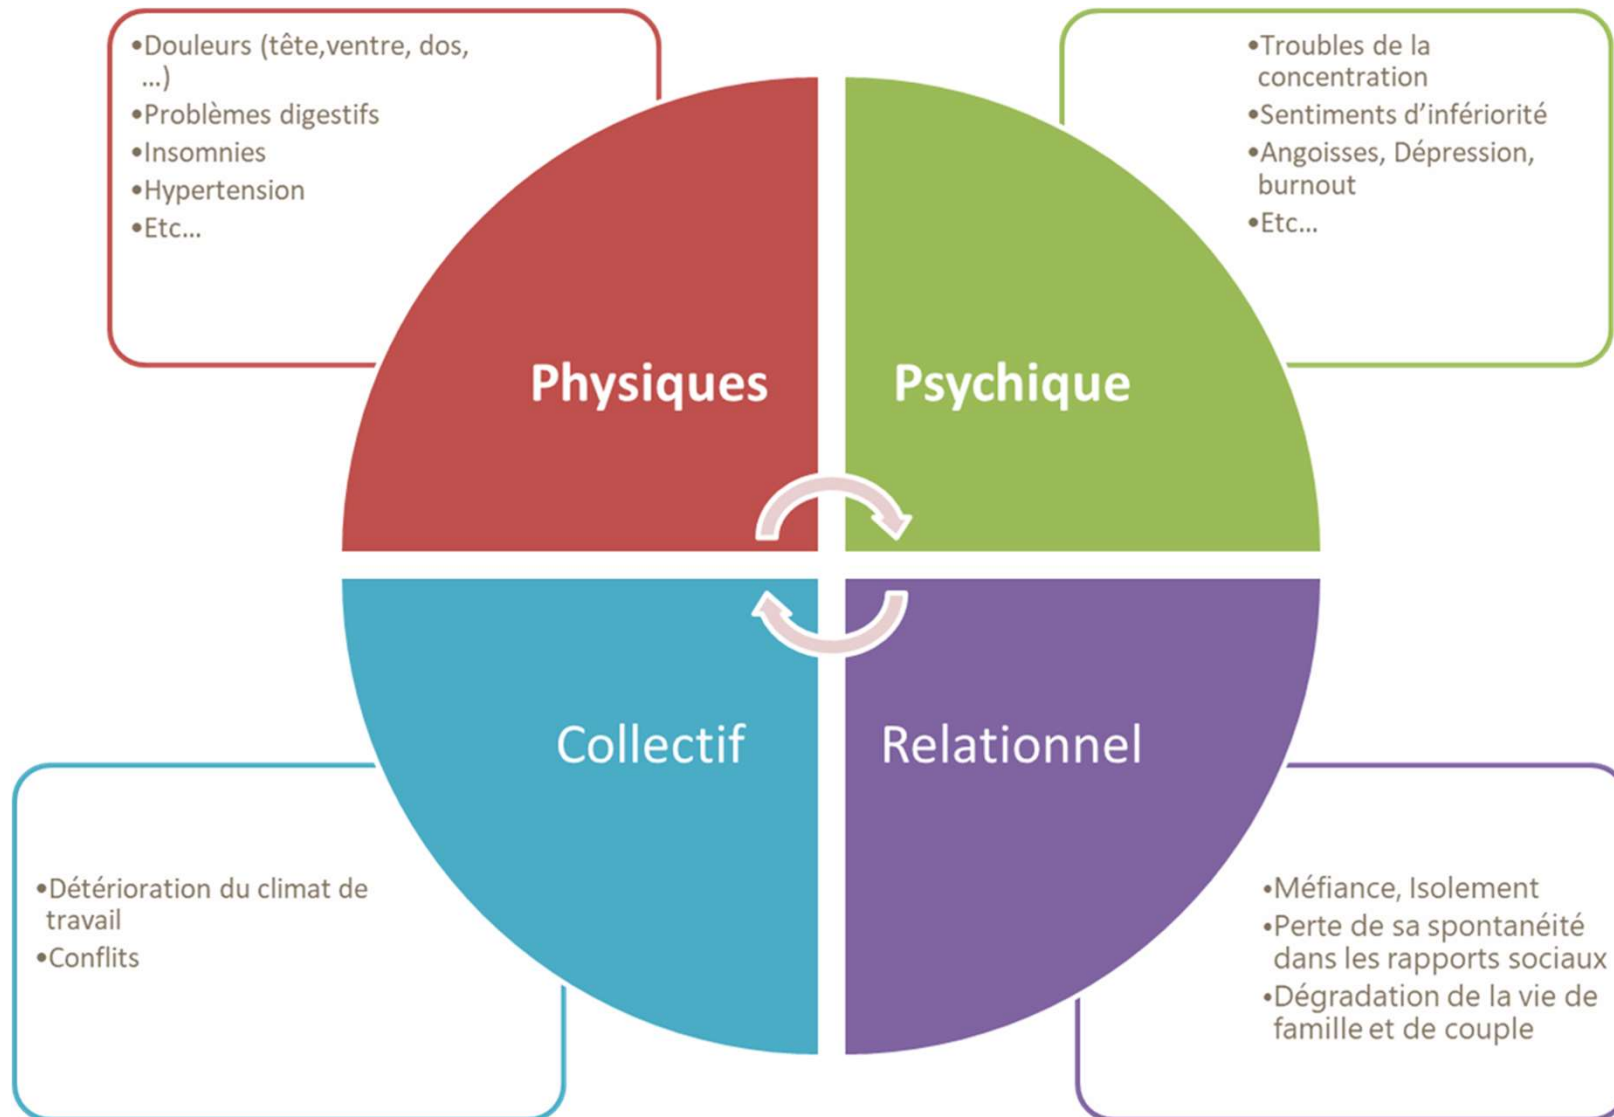 •Douleurs (tête,ventre, dos,
...)
•Problèmes digestifs
•Insomnies
•Hypertension
•Etc...
•Troubles de la
concentration
•Sentiments d’infériorité
•Angoisses, Dépression,
burnout
•Etc...
Physiques
Psychique
Collectif
Relationnel
•Détérioration du climat de
travail
•Conflits
•Méfiance, Isolement
•Perte de sa spontanéité
dans les rapports sociaux
•Dégradation de la vie de
famille et de couple